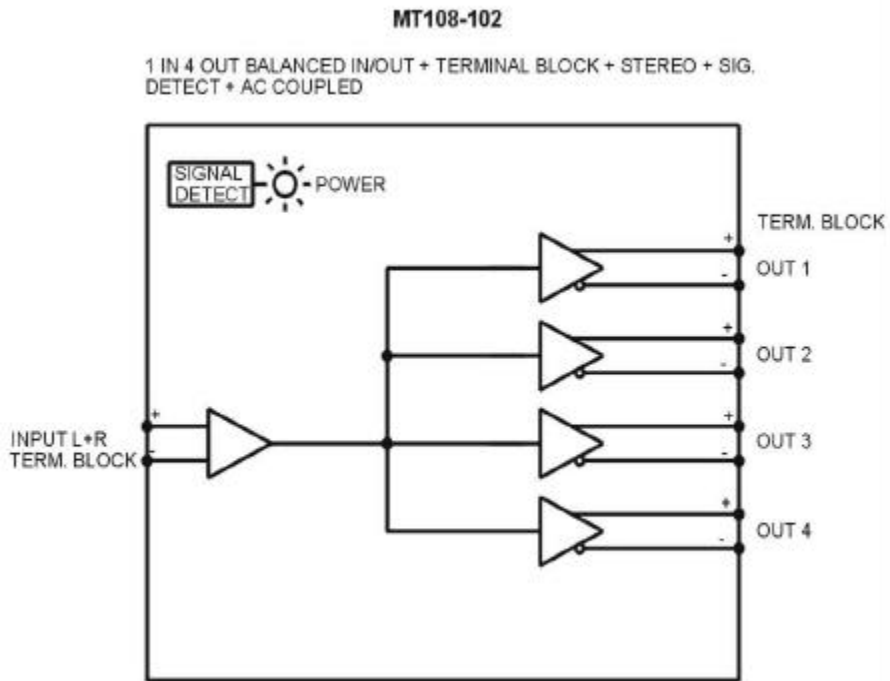 MT108-102
1 IN 4 OUT BALANCED IN/OUT + TERMINAL BLOCK + STEREO + SIG.
DETECT + AC COUPLED
SIGNAL
DETECT
POWER
TERM. BLOCK
+
OUT 1
-
+
OUT 2
-
+
INPUT L+R
-
TERM. BLOCK
+
OUT 3
-
+
OUT 4
-